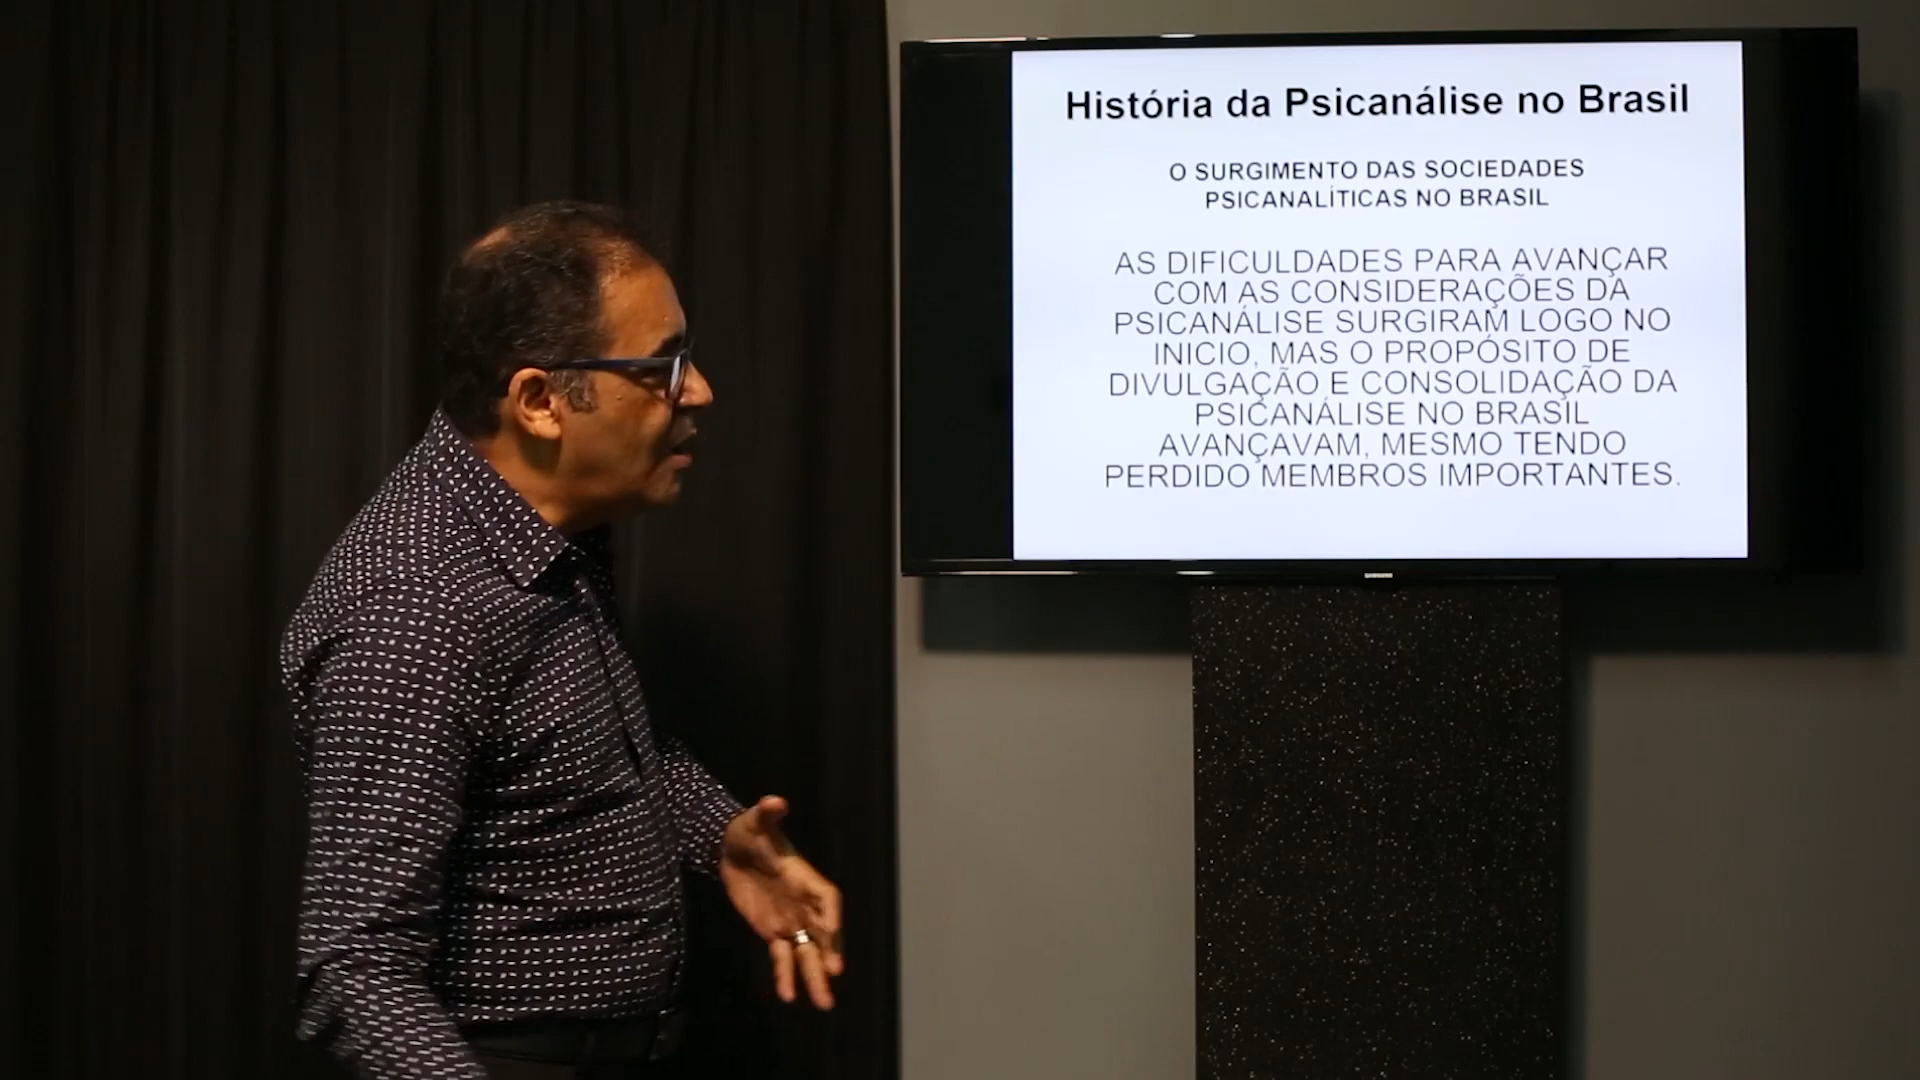 História da Psicanálise no Brasil
O SURGIMENTO DAS SOCIEDADES
PSICANALÍTICAS NO BRASIL
AS DIFICULDADES PARA AVANÇAR
COM AS CONSIDERAÇÕES DA
PSICANÁLISE SURGIRAM LOGO NO
INICIO, MAS O PROPÓSITO DE
DIVULGAÇÃO E CONSOLIDAÇÃO DA
PSICANÁLISE NO BRASIL
AVANÇAVAM, MESMO TENDO
PERDIDO MEMBROS IMPORTANTES.
SAMSUNG